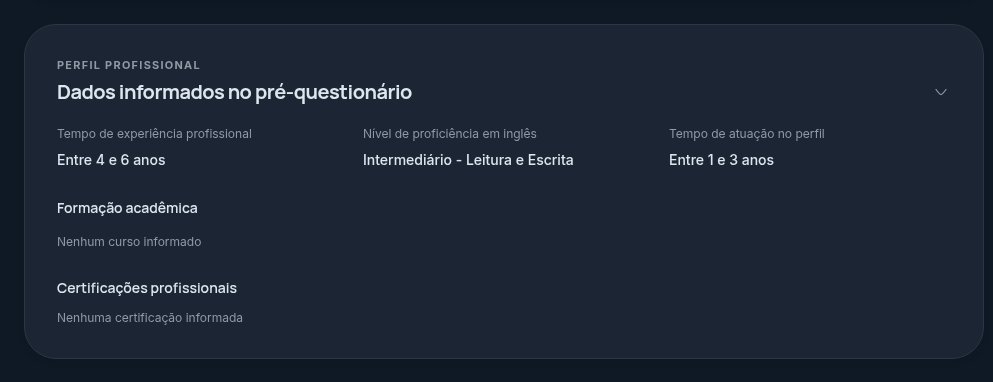 PERFIL PROFISSIONAL
Dados informados no pré-questionário
Tempo de experiência profissional
Nível de proficiência em inglês
Tempo de atuação no perfil
Entre 4 e 6 anos
Intermediário - Leitura e Escrita
Entre 1 e 3 anos
Formação acadêmica
Nenhum curso informado
Certificações profissionais
Nenhuma certificação informada